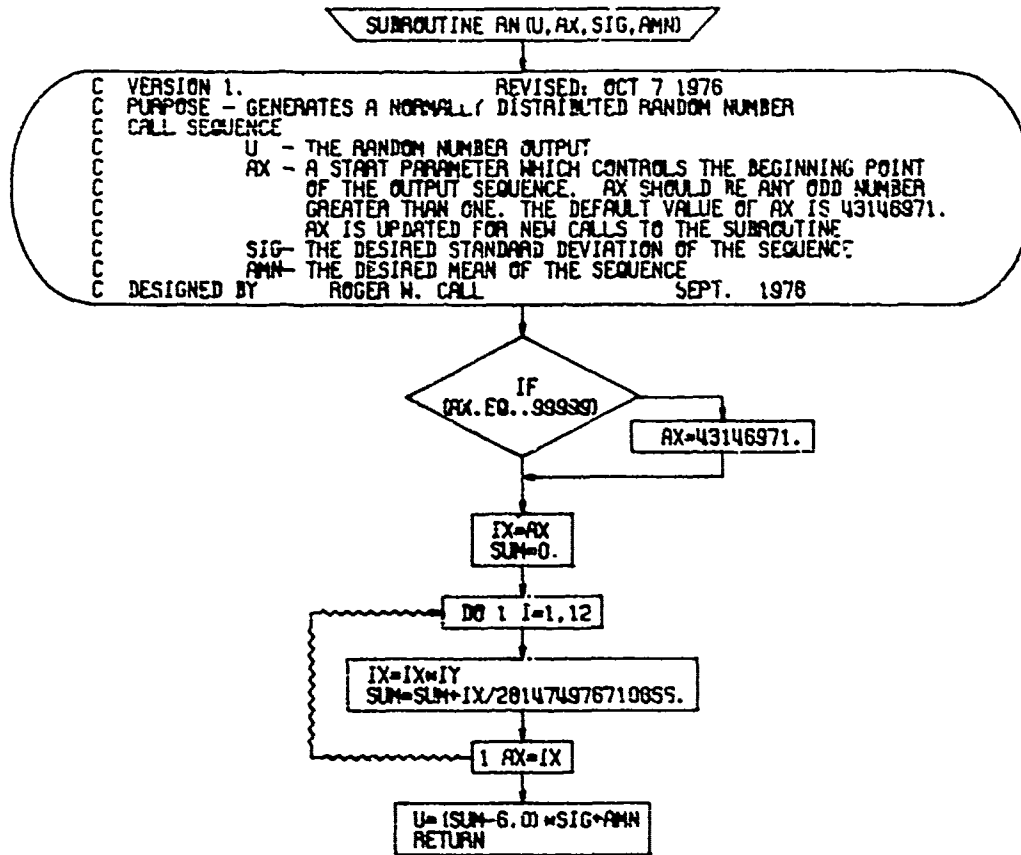 SUBROUTINE RN(U,AX,SIG,AMN)
C VERSION 1. REVISED: OCT 7 1976
C PURPOSE - GENERATES A NORMALLY DISTRIBUTED RANDOM NUMBER
C CALL SEQUENCE
C U - THE RANDOM NUMBER OUTPUT
C AX - A START PARAMETER WHICH CONTROLS THE BEGINNING POINT
C OF THE OUTPUT SEQUENCE. AX SHOULD BE ANY ODD NUMBER
C GREATER THAN ONE. THE DEFAULT VALUE OF AX IS 43146971.
C AX IS UPDATED FOR NEW CALLS TO THE SUBROUTINE
C SIG- THE DESIRED STANDARD DEVIATION OF THE SEQUENCE
C AMN- THE DESIRED MEAN OF THE SEQUENCE
C DESIGNED BY ROGER W. CALL SEPT. 1976
IF
(AX.EQ..99999)
AX=43146971.
IX=AX
SUM=0.
DO 1 I=1,12
IX=IX*IY
SUM=SUM+IX/281474976710655.
1 AX=IX
U=(SUM-6.0)*SIG+AMN
RETURN